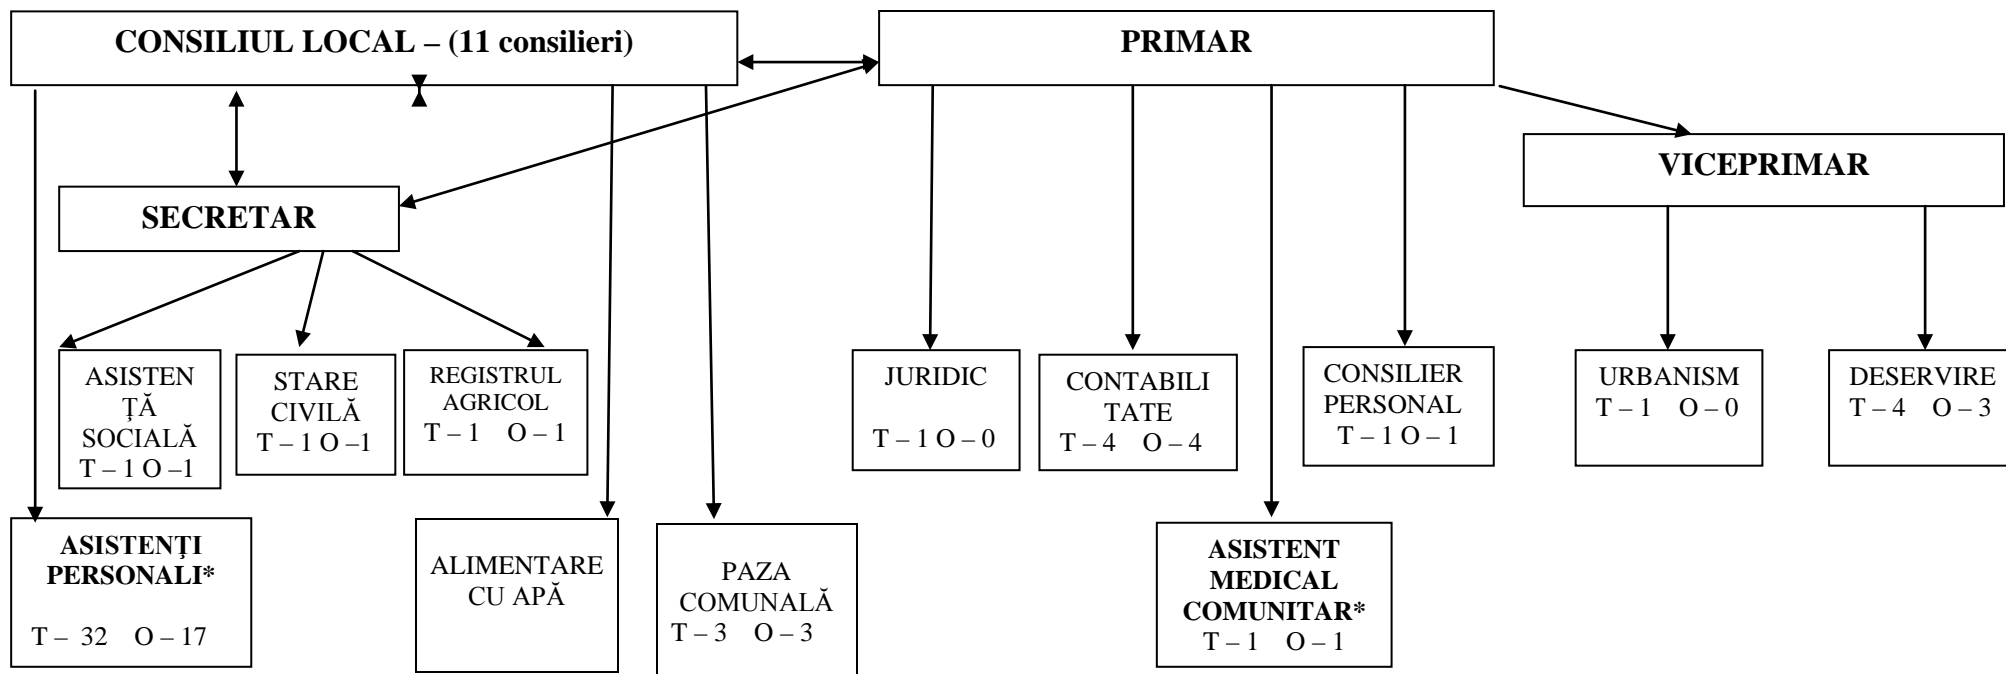 CONSILIUL LOCAL – (11 consilieri)
PRIMAR
VICEPRIMAR
SECRETAR
ASISTEN
ŢĂ
SOCIALĂ
T – 1 O –1
STARE
CIVILĂ
T – 1 O –1
REGISTRUL
AGRICOL
T – 1 O – 1
JURIDIC
T – 1 O – 0
CONTABILI
TATE
T – 4 O – 4
CONSILIER
PERSONAL
T – 1 O – 1
URBANISM
T – 1 O – 0
DESERVIRE
T – 4 O – 3
ASISTENŢI
PERSONALI*
T – 32 O – 17
ALIMENTARE
CU APĂ
PAZA
COMUNALĂ
T – 3 O – 3
ASISTENT
MEDICAL
COMUNITAR*
T – 1 O – 1